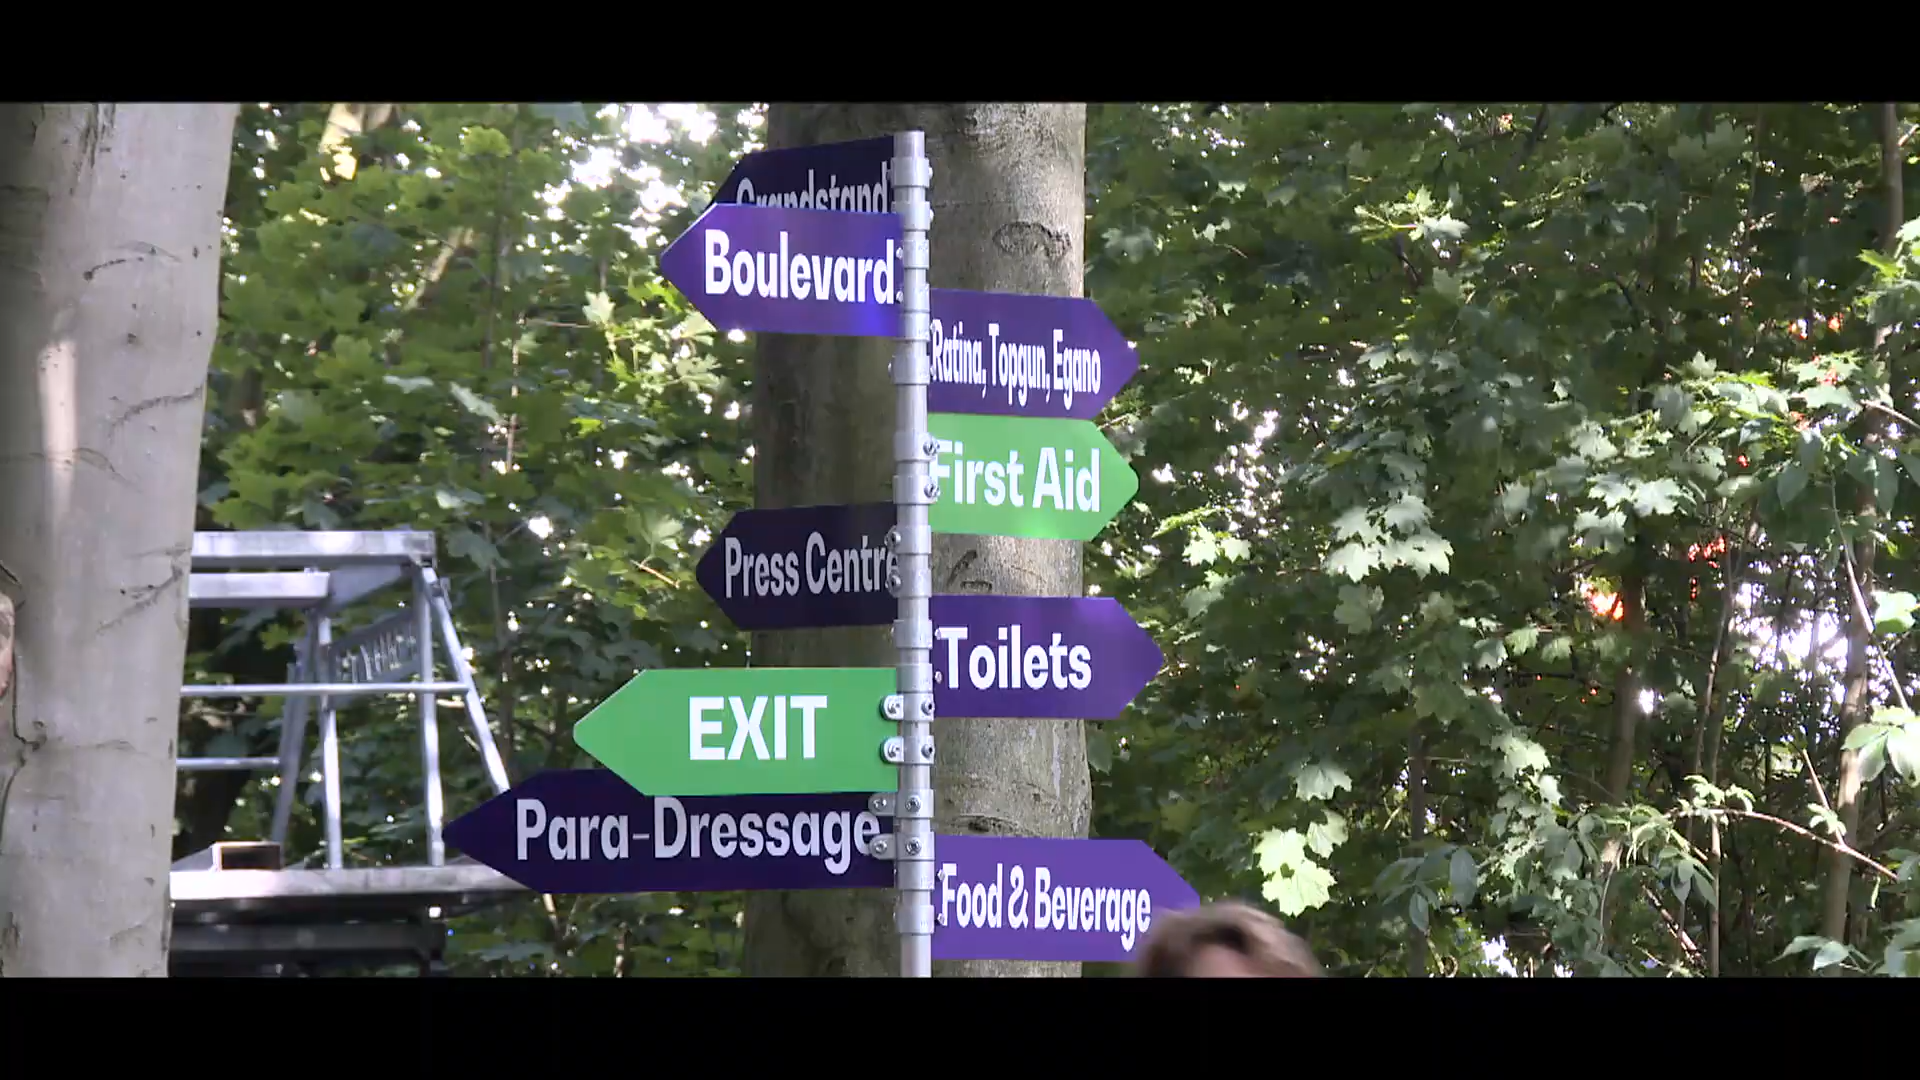 Grandstand
Boulevard
Ratina, Topgun, Egano
First Aid
Press Centre
Toilets
EXIT
Para-Dressage
Food & Beverage